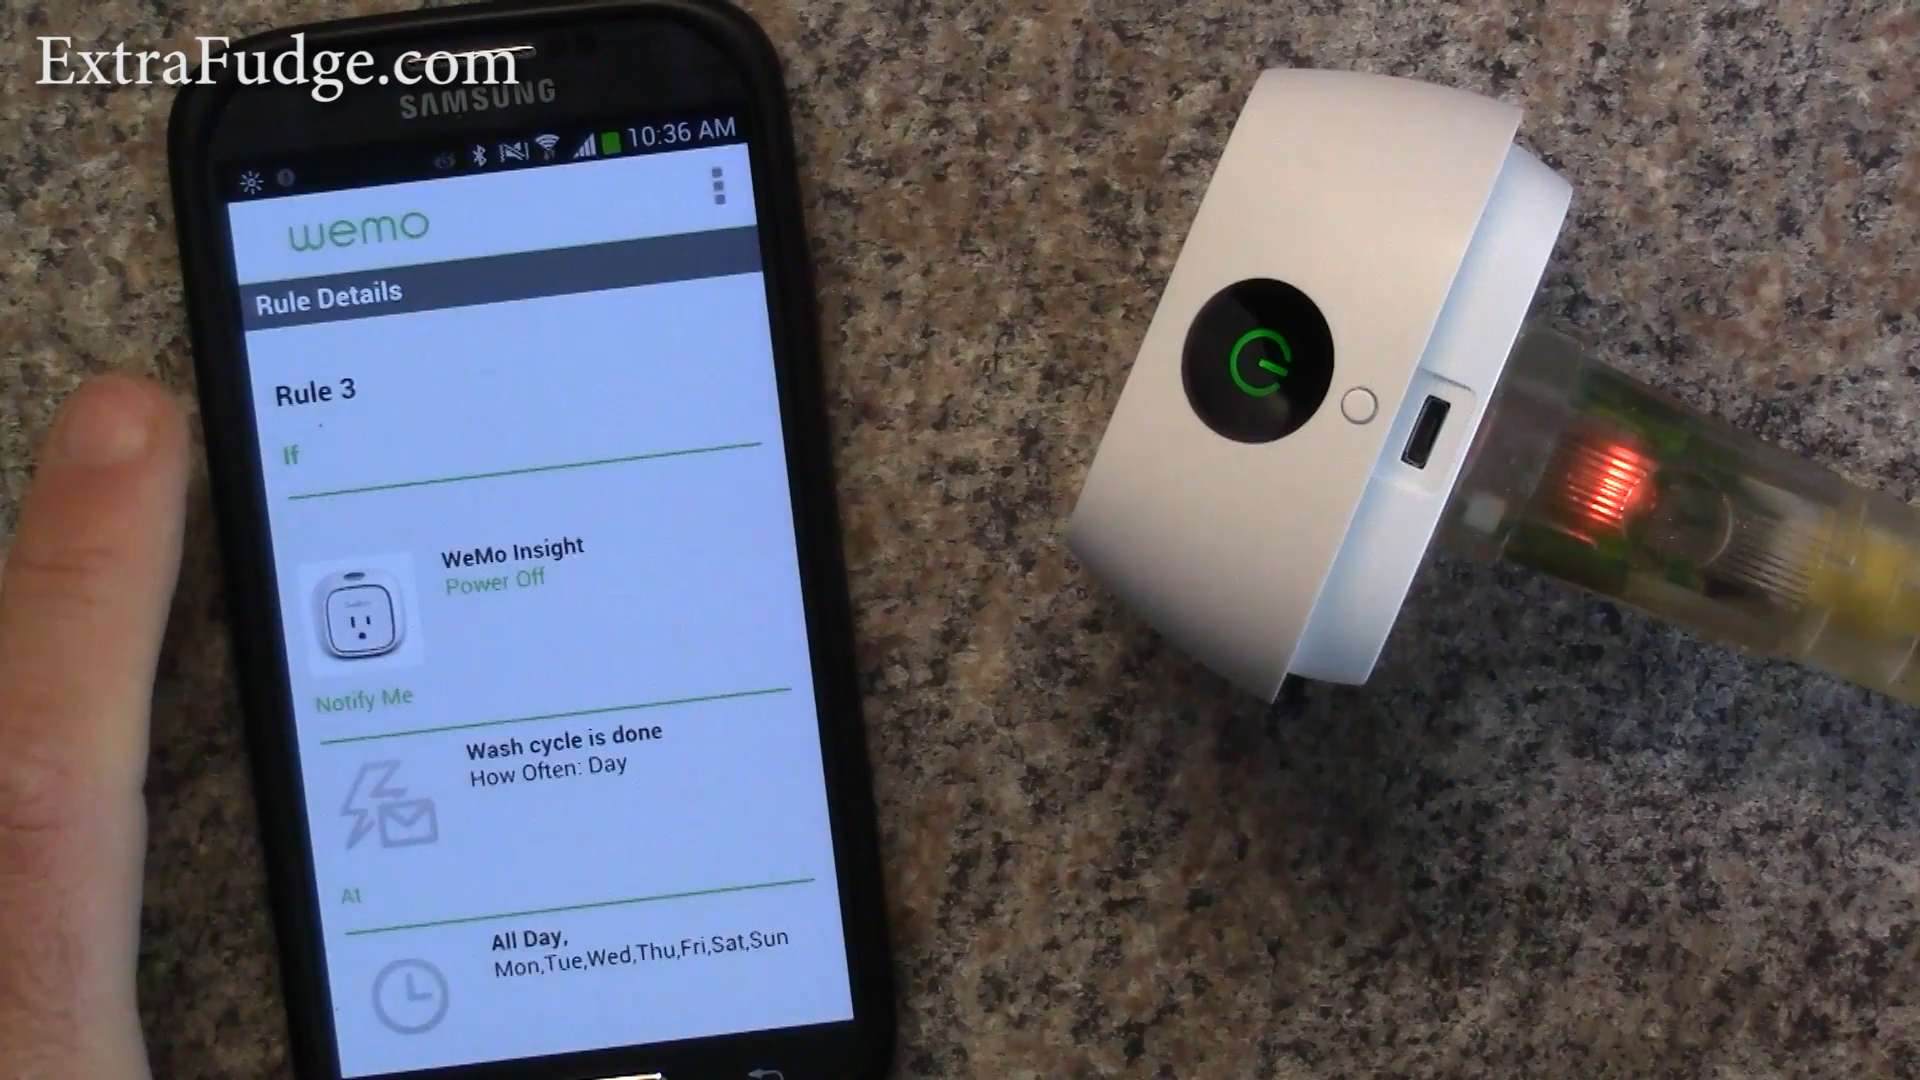 ExtraFudge.com
SAMSUNG
10:36 AM
wemo
Rule Details
Rule 3
If
WeMo Insight
Power Off
Notify Me
Wash cycle is done
How Often: Day
At
All Day,
Mon,Tue,Wed,Thu,Fri,Sat,Sun